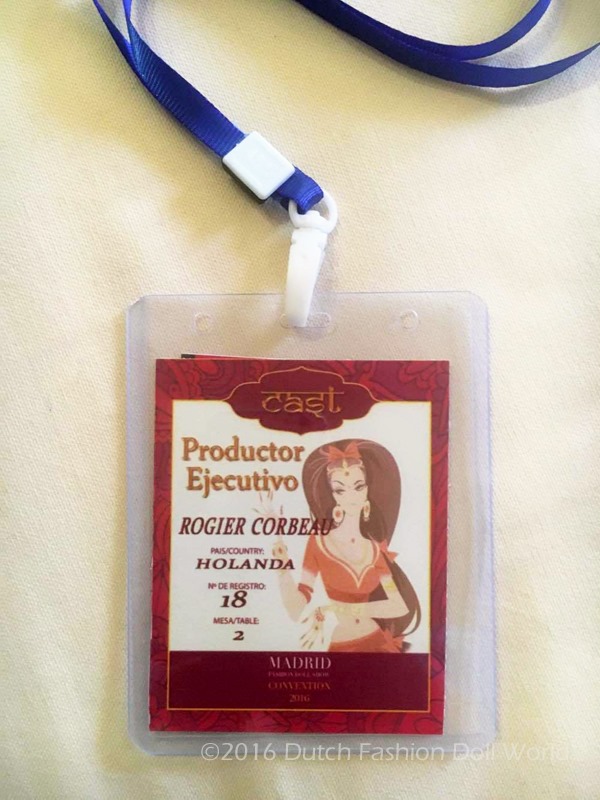 cast
Productor
Ejecutivo
ROGIER CORBEAU
PAIS/COUNTRY:
HOLANDA
Nº DE REGISTRO:
18
MESA/TABLE:
2
MADRID
FASHION DOLL SHOW
CONVENTION
2016
©2016 Dutch Fashion Doll World